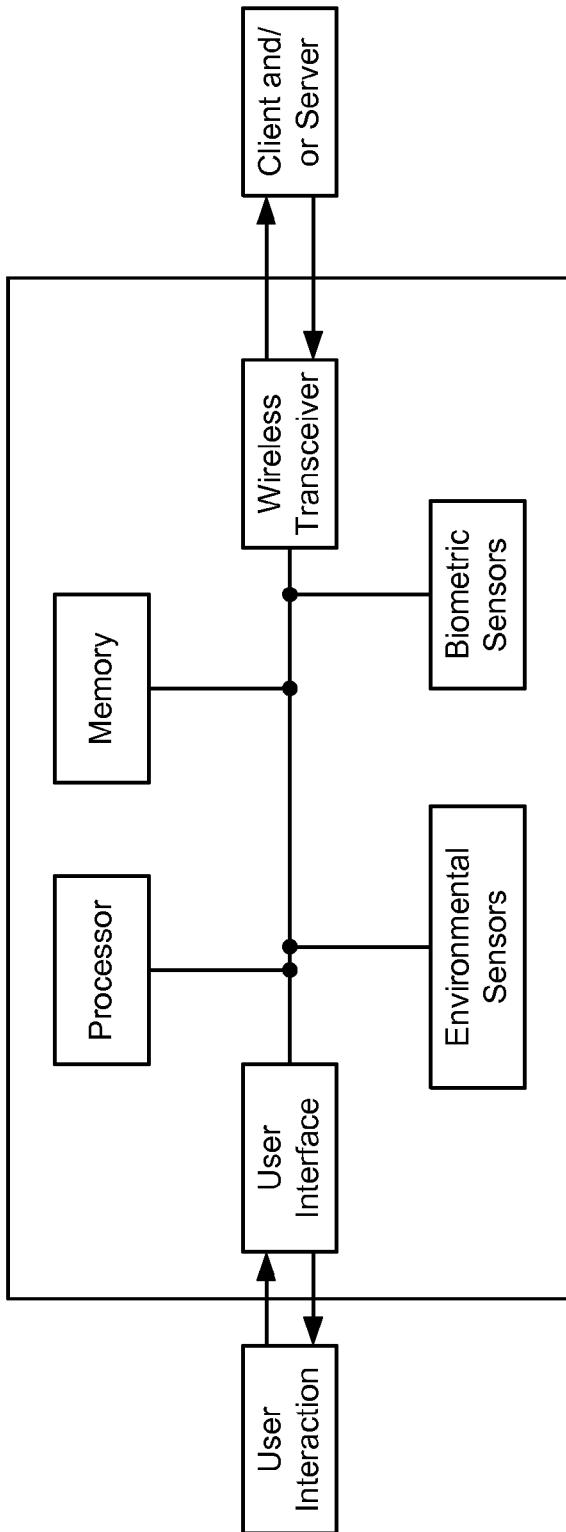 User
Interaction
User
Interface
Processor
Memory
Environmental
Sensors
Biometric
Sensors
Wireless
Transceiver
Client and/
or Server